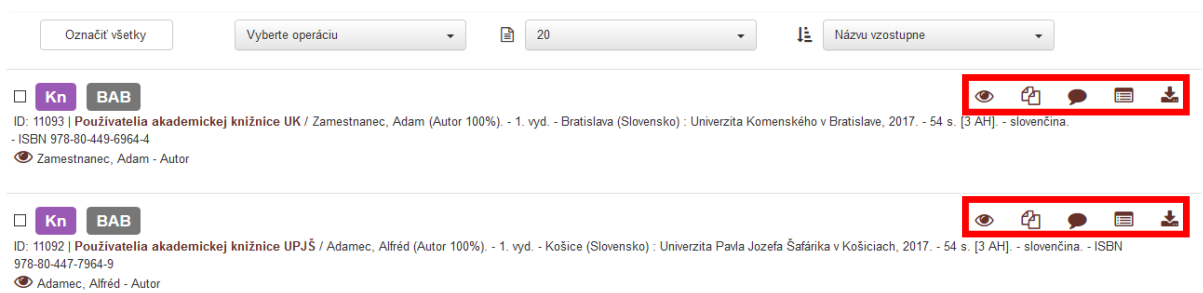 Označiť všetky Vyberte operáciu 20 Názvu vzostupne
Kn BAB
ID: 11093 | Používatelia akademickej knižnice UK / Zamestnanec, Adam (Autor 100%). - 1. vyd. - Bratislava (Slovensko) : Univerzita Komenského v Bratislave, 2017. - 54 s. [3 AH]. - slovenčina.
- ISBN 978-80-449-6964-4
Zamestnanec, Adam - Autor
Kn BAB
ID: 11092 | Používatelia akademickej knižnice UPJŠ / Adamec, Alfréd (Autor 100%). - 1. vyd. - Košice (Slovensko) : Univerzita Pavla Jozefa Šafárika v Košiciach, 2017. - 54 s. [3 AH]. - slovenčina. - ISBN
978-80-447-7964-9
Adamec, Alfréd - Autor